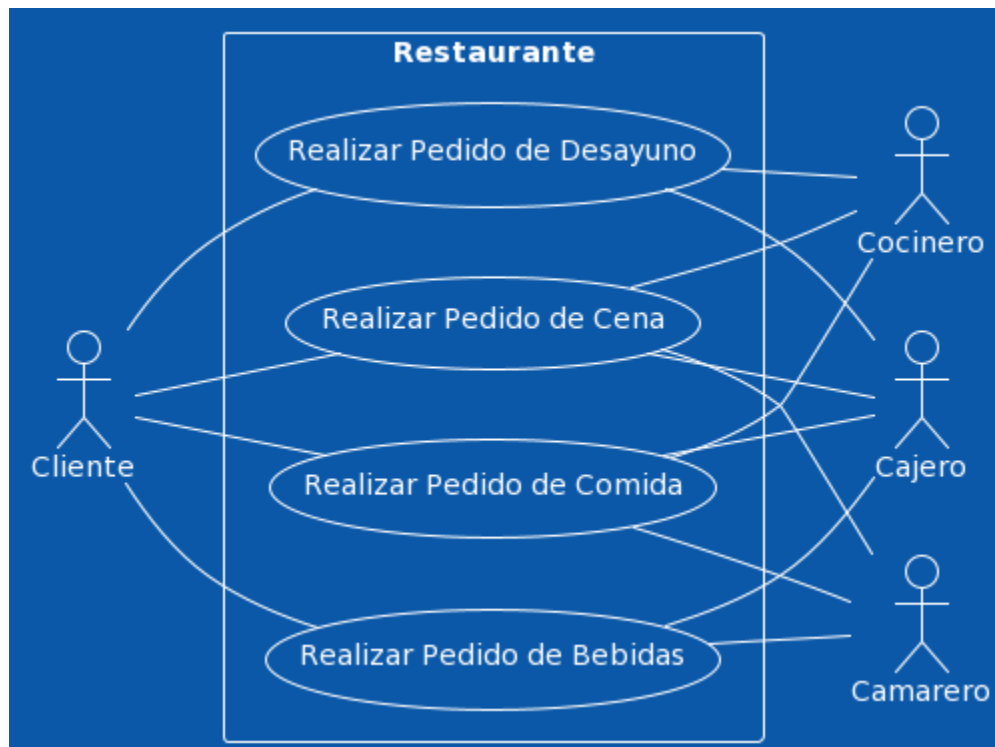 Restaurante
Realizar Pedido de Desayuno
Cocinero
Realizar Pedido de Cena
Cliente
Cajero
Realizar Pedido de Comida
Realizar Pedido de Bebidas
Camarero